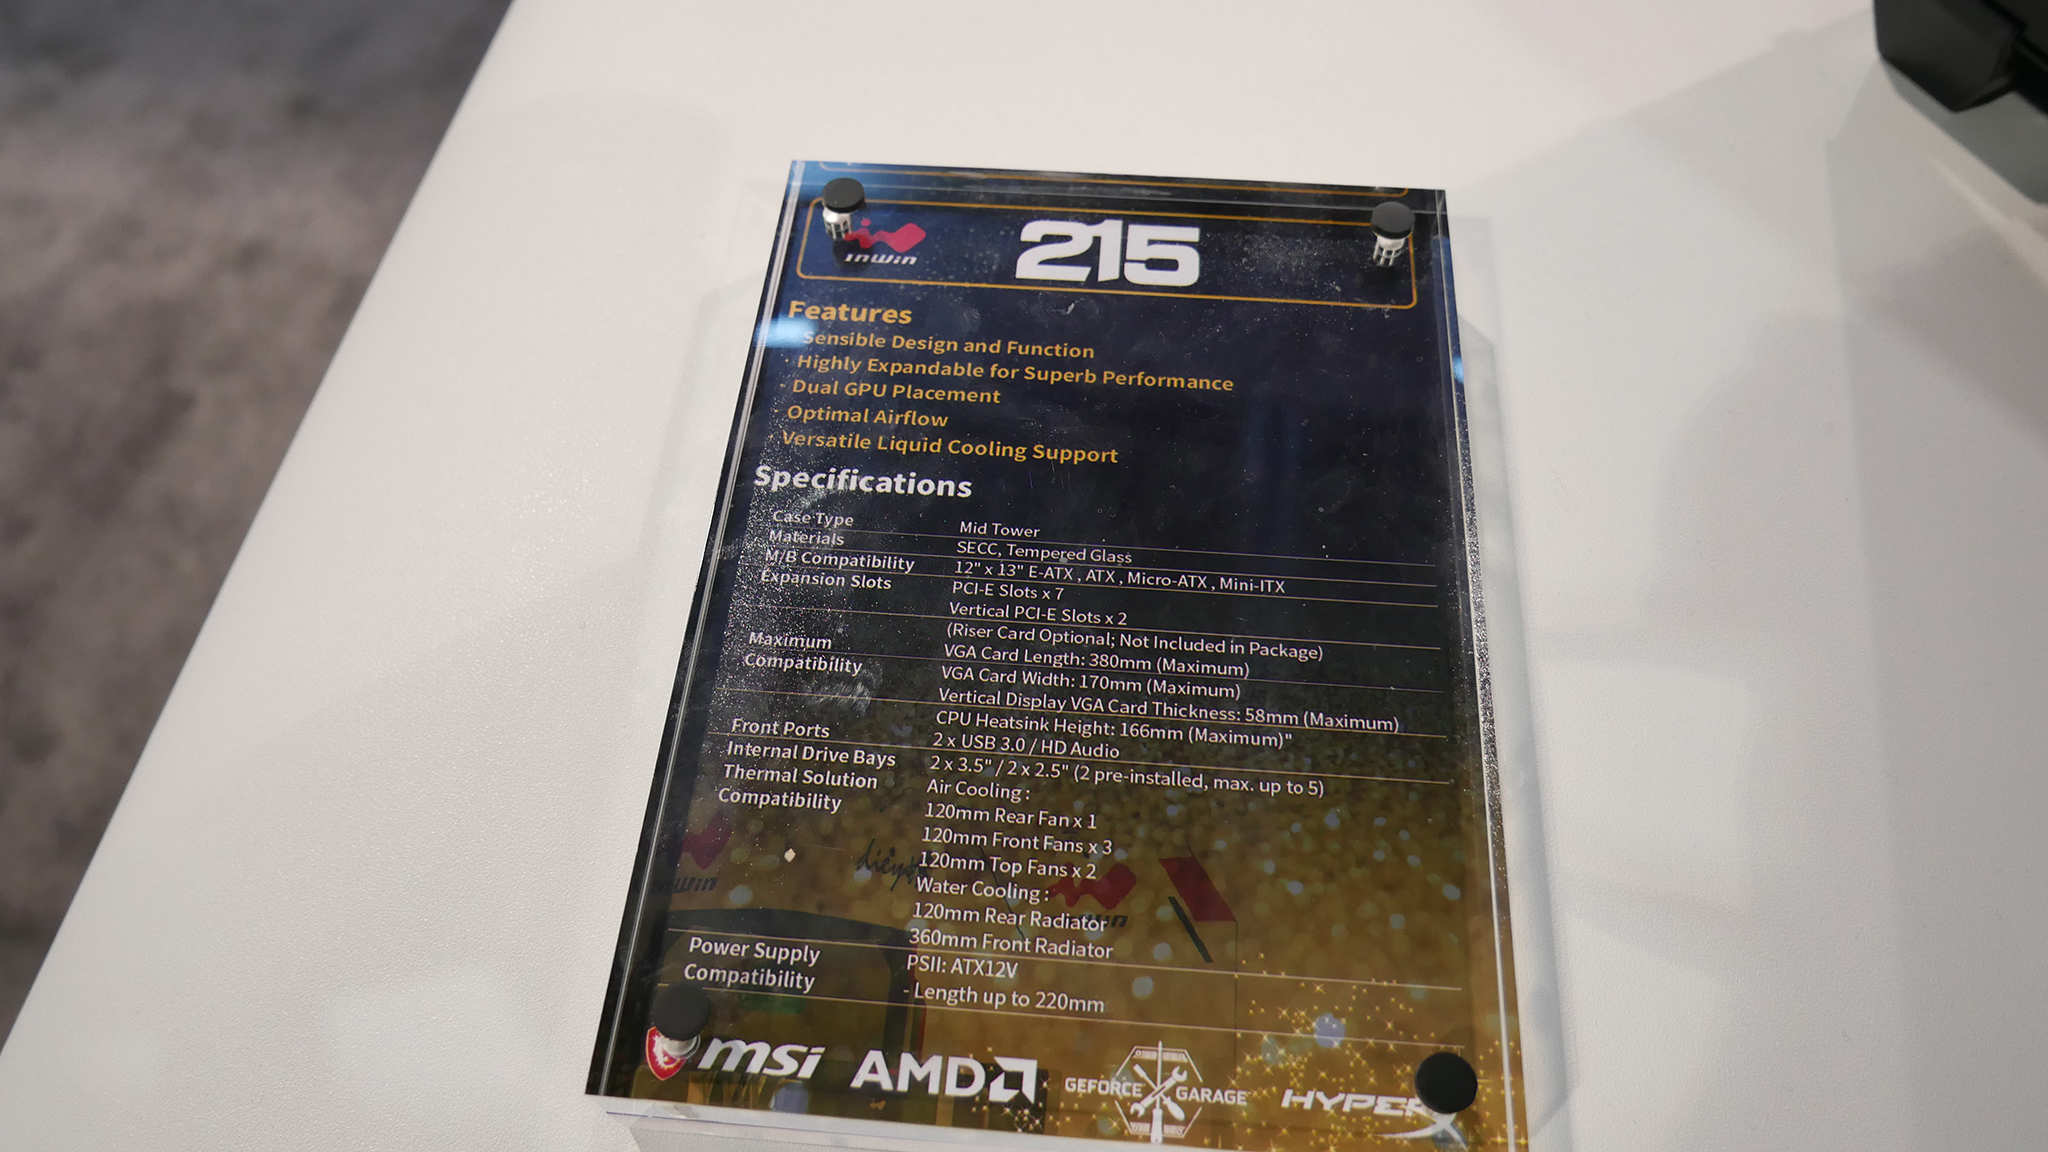 inwin
215
Features
· Sensible Design and Function
· Highly Expandable for Superb Performance
· Dual GPU Placement
· Optimal Airflow
· Versatile Liquid Cooling Support
Specifications
Case Type Mid Tower
Materials SECC, Tempered Glass
M/B Compatibility 12" x 13" E-ATX , ATX , Micro-ATX , Mini-ITX
Expansion Slots PCI-E Slots x 7
Vertical PCI-E Slots x 2
(Riser Card Optional; Not Included in Package)
Maximum VGA Card Length: 380mm (Maximum)
Compatibility VGA Card Width: 170mm (Maximum)
Vertical Display VGA Card Thickness: 58mm (Maximum)
CPU Heatsink Height: 166mm (Maximum)"
Front Ports 2 x USB 3.0 / HD Audio
Internal Drive Bays 2 x 3.5" / 2 x 2.5" (2 pre-installed, max. up to 5)
Thermal Solution Air Cooling :
Compatibility 120mm Rear Fan x 1
120mm Front Fans x 3
120mm Top Fans x 2
Water Cooling :
120mm Rear Radiator
360mm Front Radiator
Power Supply PSII: ATX12V
Compatibility - Length up to 220mm
msi AMD GEFORCE GARAGE HYPERX